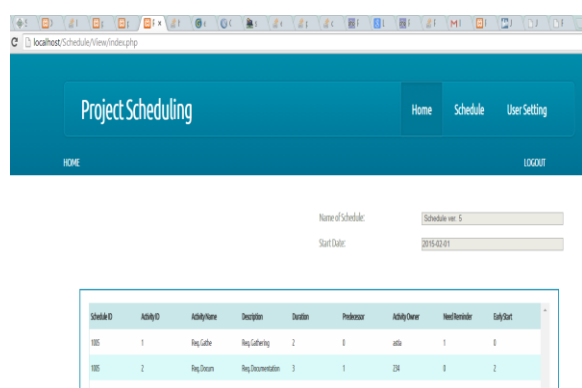 localhost/Schedule/View/index.php
Project Scheduling
Home Schedule User Setting
HOME LOGOUT
Name of Schedule: Schedule ver. 5
Start Date: 2015-02-01
Schedule ID Activity ID Activity Name Description Duration Predecessor Activity Owner Need Reminder Early Start
1005 1 Req.Gathe Req.Gathering 2 0 1 0
1005 2 Req.Docum Req.Documentation 3 1 234 0 2